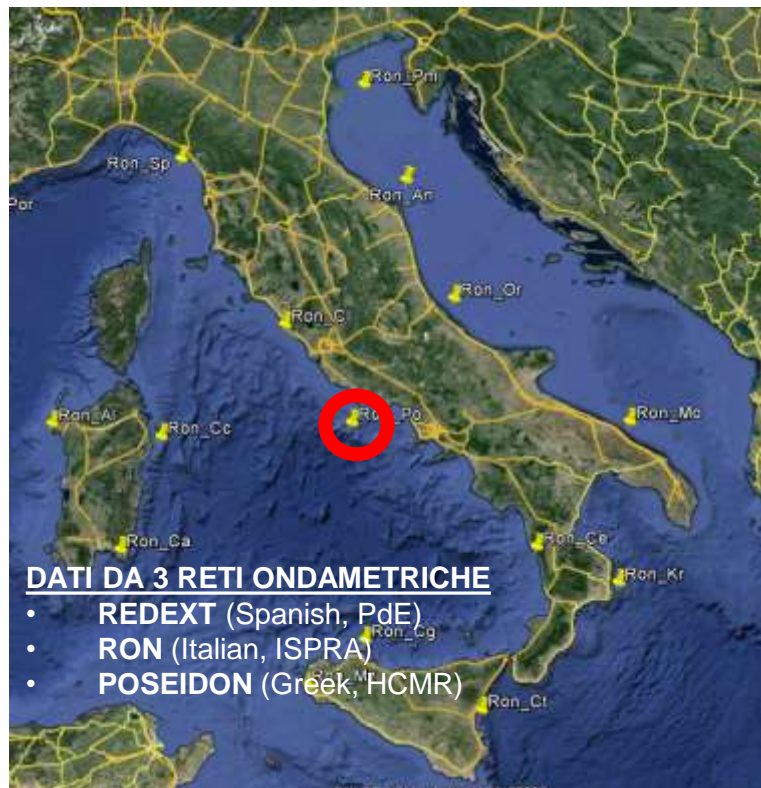 Ron_Pm
Ron_Sp
Ron_An
Por
Ron_Or
Ron_Al
Ron_Cc
Ron_Po
Ron_Mo
Ron_Ca
Ron_Ce
DATI DA 3 RETI ONDAMETRICHE
Ron_Kr
• REDEXT (Spanish, PdE)
• RON (Italian, ISPRA)
Ron_Cg
• POSEIDON (Greek, HCMR)
Ron_Ct